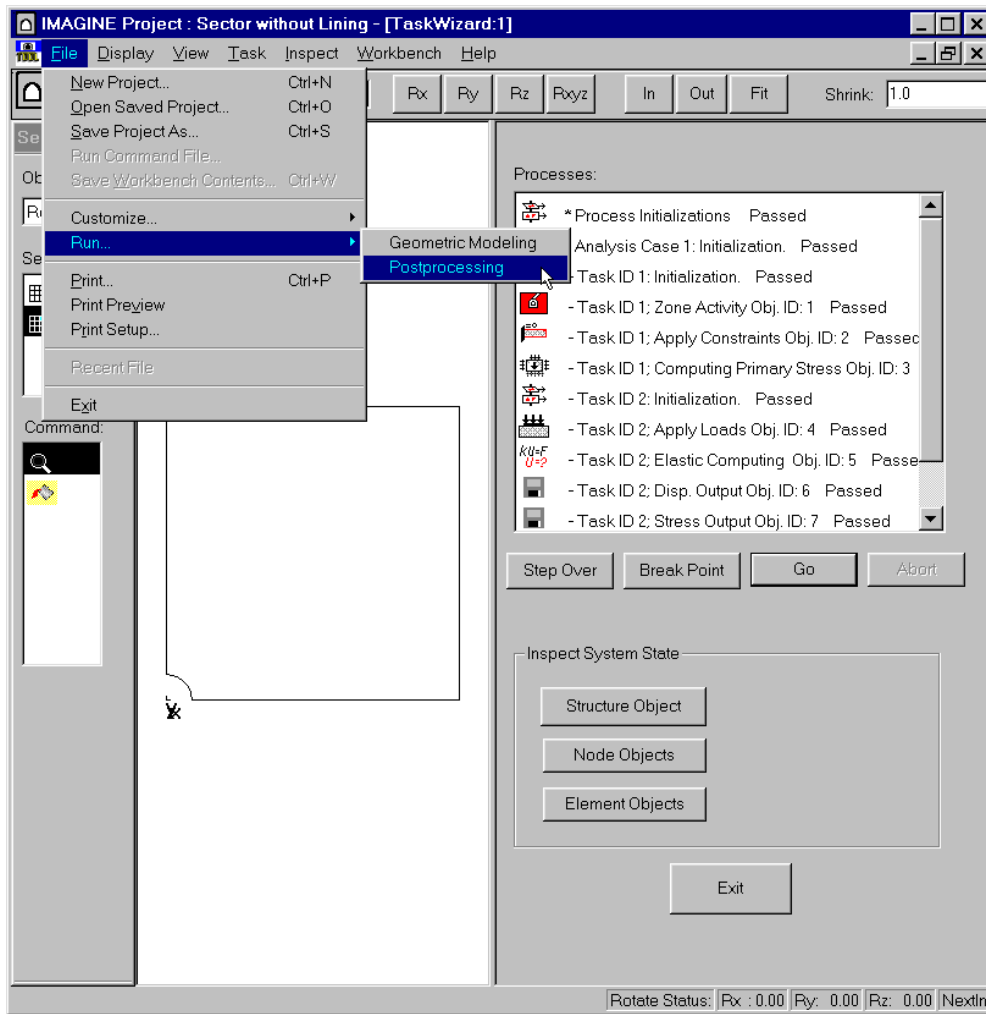 IMAGINE Project : Sector without Lining - [TaskWizard:1]
File Display View Task Inspect Workbench Help
Rx Ry Rz Rxyz In Out Fit Shrink: 1.0
New Project... Ctrl+N
Open Saved Project... Ctrl+O
Save Project As... Ctrl+S
Run Command File...
Save Workbench Contents... Ctrl+W
Customize...
Run...
Geometric Modeling
Postprocessing
Print... Ctrl+P
Print Preview
Print Setup...
Recent File
Exit
Command:
Processes:
* Process Initializations Passed
Analysis Case 1: Initialization. Passed
- Task ID 1: Initialization. Passed
- Task ID 1; Zone Activity Obj. ID: 1 Passed
- Task ID 1; Apply Constraints Obj. ID: 2 Passed
- Task ID 1; Computing Primary Stress Obj. ID: 3
- Task ID 2: Initialization. Passed
- Task ID 2; Apply Loads Obj. ID: 4 Passed
KU=F
U=?
- Task ID 2; Elastic Computing Obj. ID: 5 Passe
- Task ID 2; Disp. Output Obj. ID: 6 Passed
- Task ID 2; Stress Output Obj. ID: 7 Passed
Step Over Break Point Go Abort
Inspect System State
Structure Object
Node Objects
Element Objects
Exit
Rotate Status: Rx : 0.00 Ry: 0.00 Rz: 0.00 NextIn